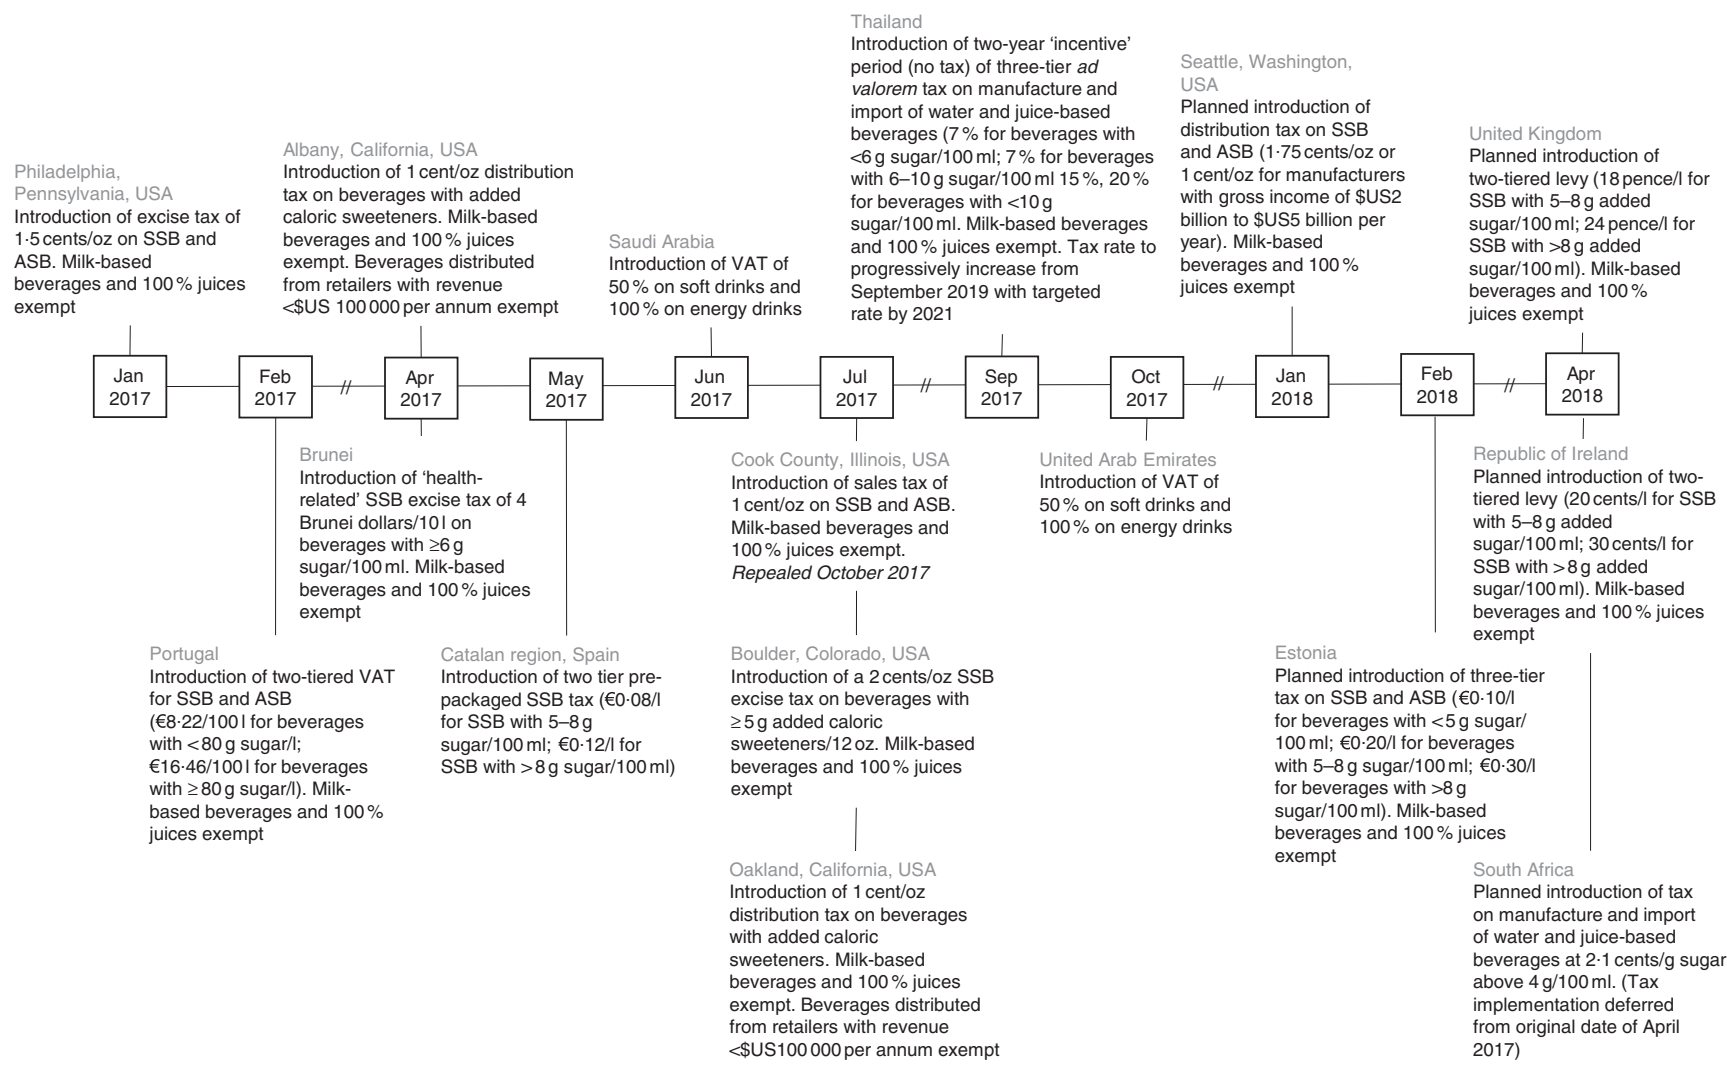 Philadelphia,
Pennsylvania, USA
Introduction of excise tax of
1·5 cents/oz on SSB and
ASB. Milk-based
beverages and 100 % juices
exempt
Albany, California, USA
Introduction of 1 cent/oz distribution
tax on beverages with added
caloric sweeteners. Milk-based
beverages and 100 % juices
exempt. Beverages distributed
from retailers with revenue
<$US 100 000 per annum exempt
Saudi Arabia
Introduction of VAT of
50 % on soft drinks and
100 % on energy drinks
Thailand
Introduction of two-year ‘incentive’
period (no tax) of three-tier ad
valorem tax on manufacture and
import of water and juice-based
beverages (7 % for beverages with
<6 g sugar/100 ml; 7 % for beverages
with 6–10 g sugar/100 ml 15 %, 20 %
for beverages with <10 g
sugar/100 ml. Milk-based beverages
and 100 % juices exempt. Tax rate to
progressively increase from
September 2019 with targeted
rate by 2021
Seattle, Washington,
USA
Planned introduction of
distribution tax on SSB
and ASB (1·75 cents/oz or
1 cent/oz for manufacturers
with gross income of $US2
billion to $US5 billion per
year). Milk-based
beverages and 100 %
juices exempt
United Kingdom
Planned introduction of
two-tiered levy (18 pence/l for
SSB with 5–8 g added
sugar/100 ml; 24 pence/l for
SSB with >8 g added
sugar/100 ml). Milk-based
beverages and 100 %
juices exempt
Jan
2017
Feb
2017
Apr
2017
May
2017
Jun
2017
Jul
2017
Sep
2017
Oct
2017
Jan
2018
Feb
2018
Apr
2018
Brunei
Introduction of ‘health-
related’ SSB excise tax of 4
Brunei dollars/10 l on
beverages with ≥6 g
sugar/100 ml. Milk-based
beverages and 100 % juices
exempt
Cook County, Illinois, USA
Introduction of sales tax of
1 cent/oz on SSB and ASB.
Milk-based beverages and
100 % juices exempt.
Repealed October 2017
United Arab Emirates
Introduction of VAT of
50 % on soft drinks and
100 % on energy drinks
Republic of Ireland
Planned introduction of two-
tiered levy (20 cents/l for SSB
with 5–8 g added
sugar/100 ml; 30 cents/l for
SSB with >8 g added
sugar/100 ml). Milk-based
beverages and 100 % juices
exempt
Portugal
Introduction of two-tiered VAT
for SSB and ASB
(€8·22/100 l for beverages
with <80 g sugar/l;
€16·46/100 l for beverages
with ≥80 g sugar/l). Milk-
based beverages and 100 %
juices exempt
Catalan region, Spain
Introduction of two tier pre-
packaged SSB tax (€0·08/l
for SSB with 5–8 g
sugar/100 ml; €0·12/l for
SSB with >8 g sugar/100 ml)
Boulder, Colorado, USA
Introduction of a 2 cents/oz SSB
excise tax on beverages with
≥5 g added caloric
sweeteners/12 oz. Milk-based
beverages and 100 % juices
exempt
Estonia
Planned introduction of three-tier
tax on SSB and ASB (€0·10/l
for beverages with <5 g sugar/
100 ml; €0·20/l for beverages
with 5–8 g sugar/100 ml; €0·30/l
for beverages with >8 g
sugar/100 ml). Milk-based
beverages and 100 % juices
exempt
Oakland, California, USA
Introduction of 1 cent/oz
distribution tax on beverages
with added caloric
sweeteners. Milk-based
beverages and 100 % juices
exempt. Beverages distributed
from retailers with revenue
<$US100 000 per annum exempt
South Africa
Planned introduction of tax
on manufacture and import
of water and juice-based
beverages at 2·1 cents/g sugar
above 4 g/100 ml. (Tax
implementation deferred
from original date of April
2017)